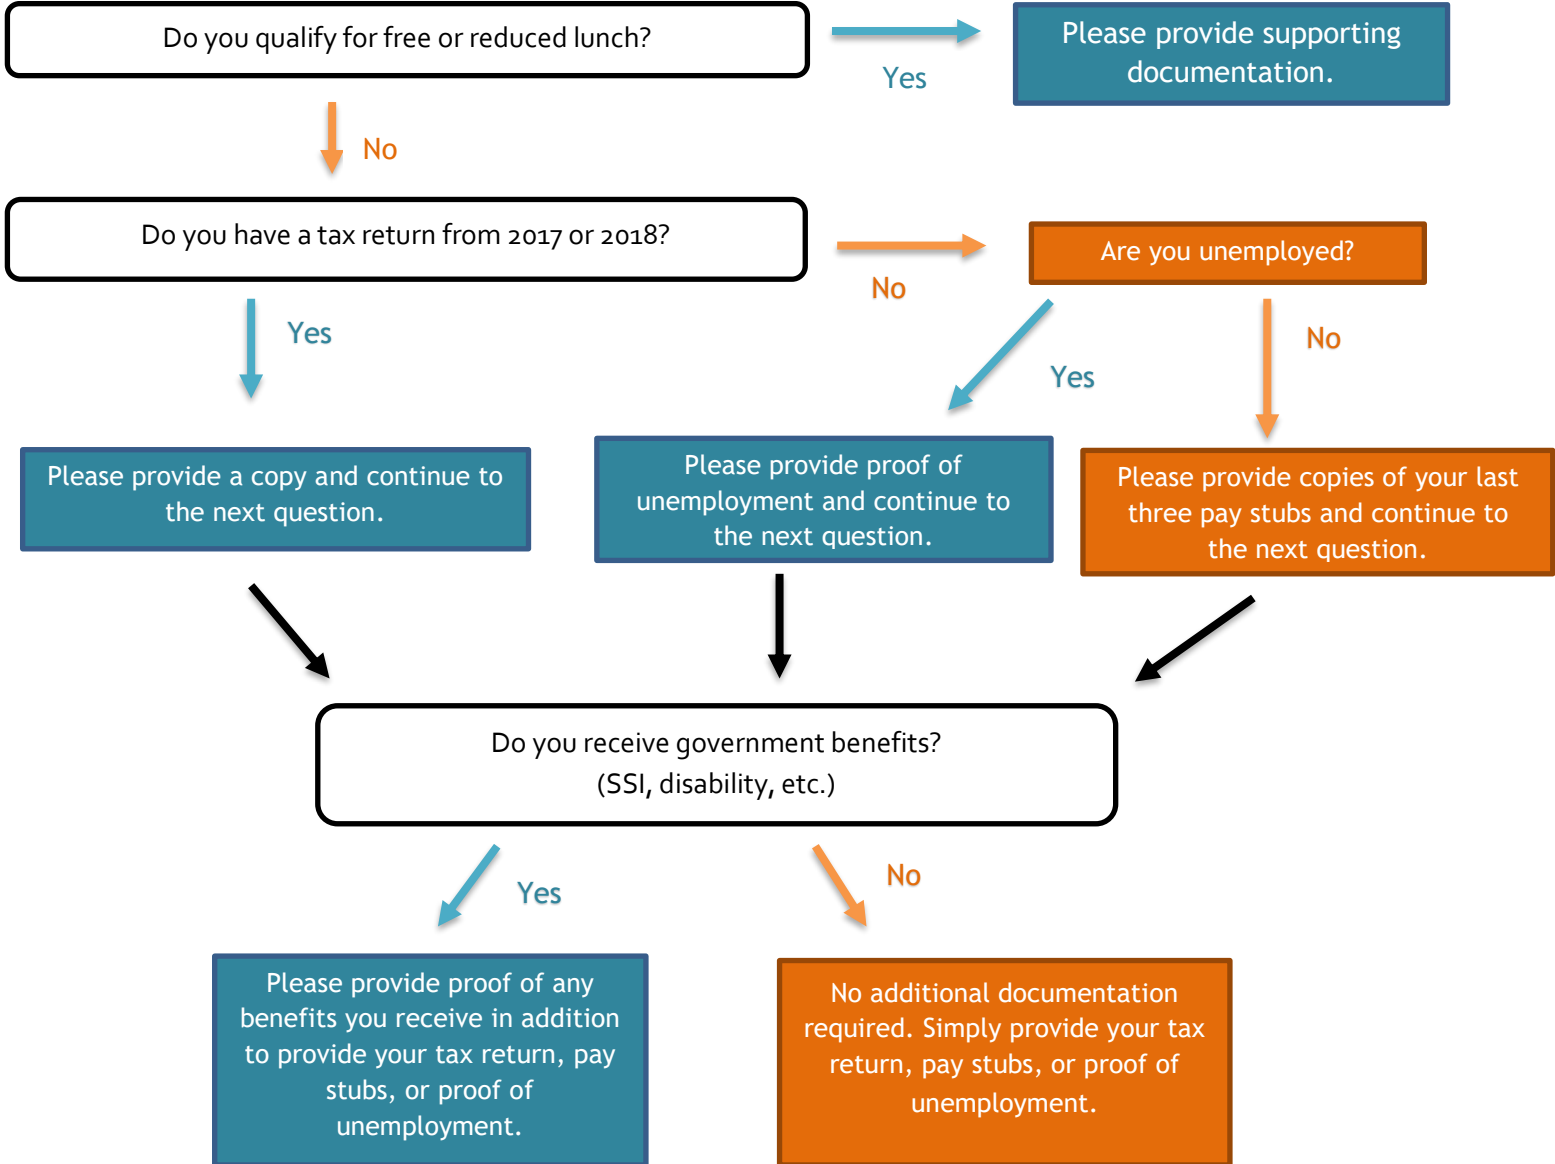 Do you qualify for free or reduced lunch?
Yes
Please provide supporting
documentation.
No
Do you have a tax return from 2017 or 2018?
No
Are you unemployed?
Yes
Yes
No
Please provide a copy and continue to
the next question.
Please provide proof of
unemployment and continue to
the next question.
Please provide copies of your last
three pay stubs and continue to
the next question.
Do you receive government benefits?
(SSI, disability, etc.)
Yes
No
Please provide proof of any
benefits you receive in addition
to provide your tax return, pay
stubs, or proof of
unemployment.
No additional documentation
required. Simply provide your tax
return, pay stubs, or proof of
unemployment.